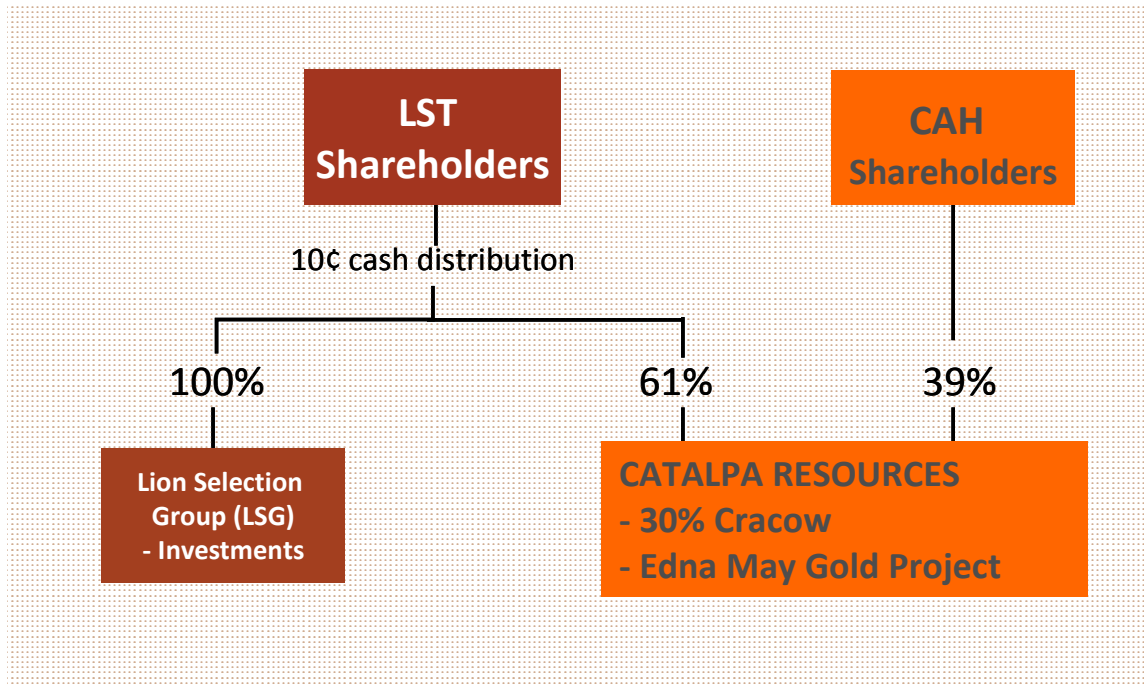 LST
Shareholders
CAH
Shareholders
10¢ cash distribution
100%
61%
39%
Lion Selection
Group (LSG)
- Investments
CATALPA RESOURCES
- 30% Cracow
- Edna May Gold Project